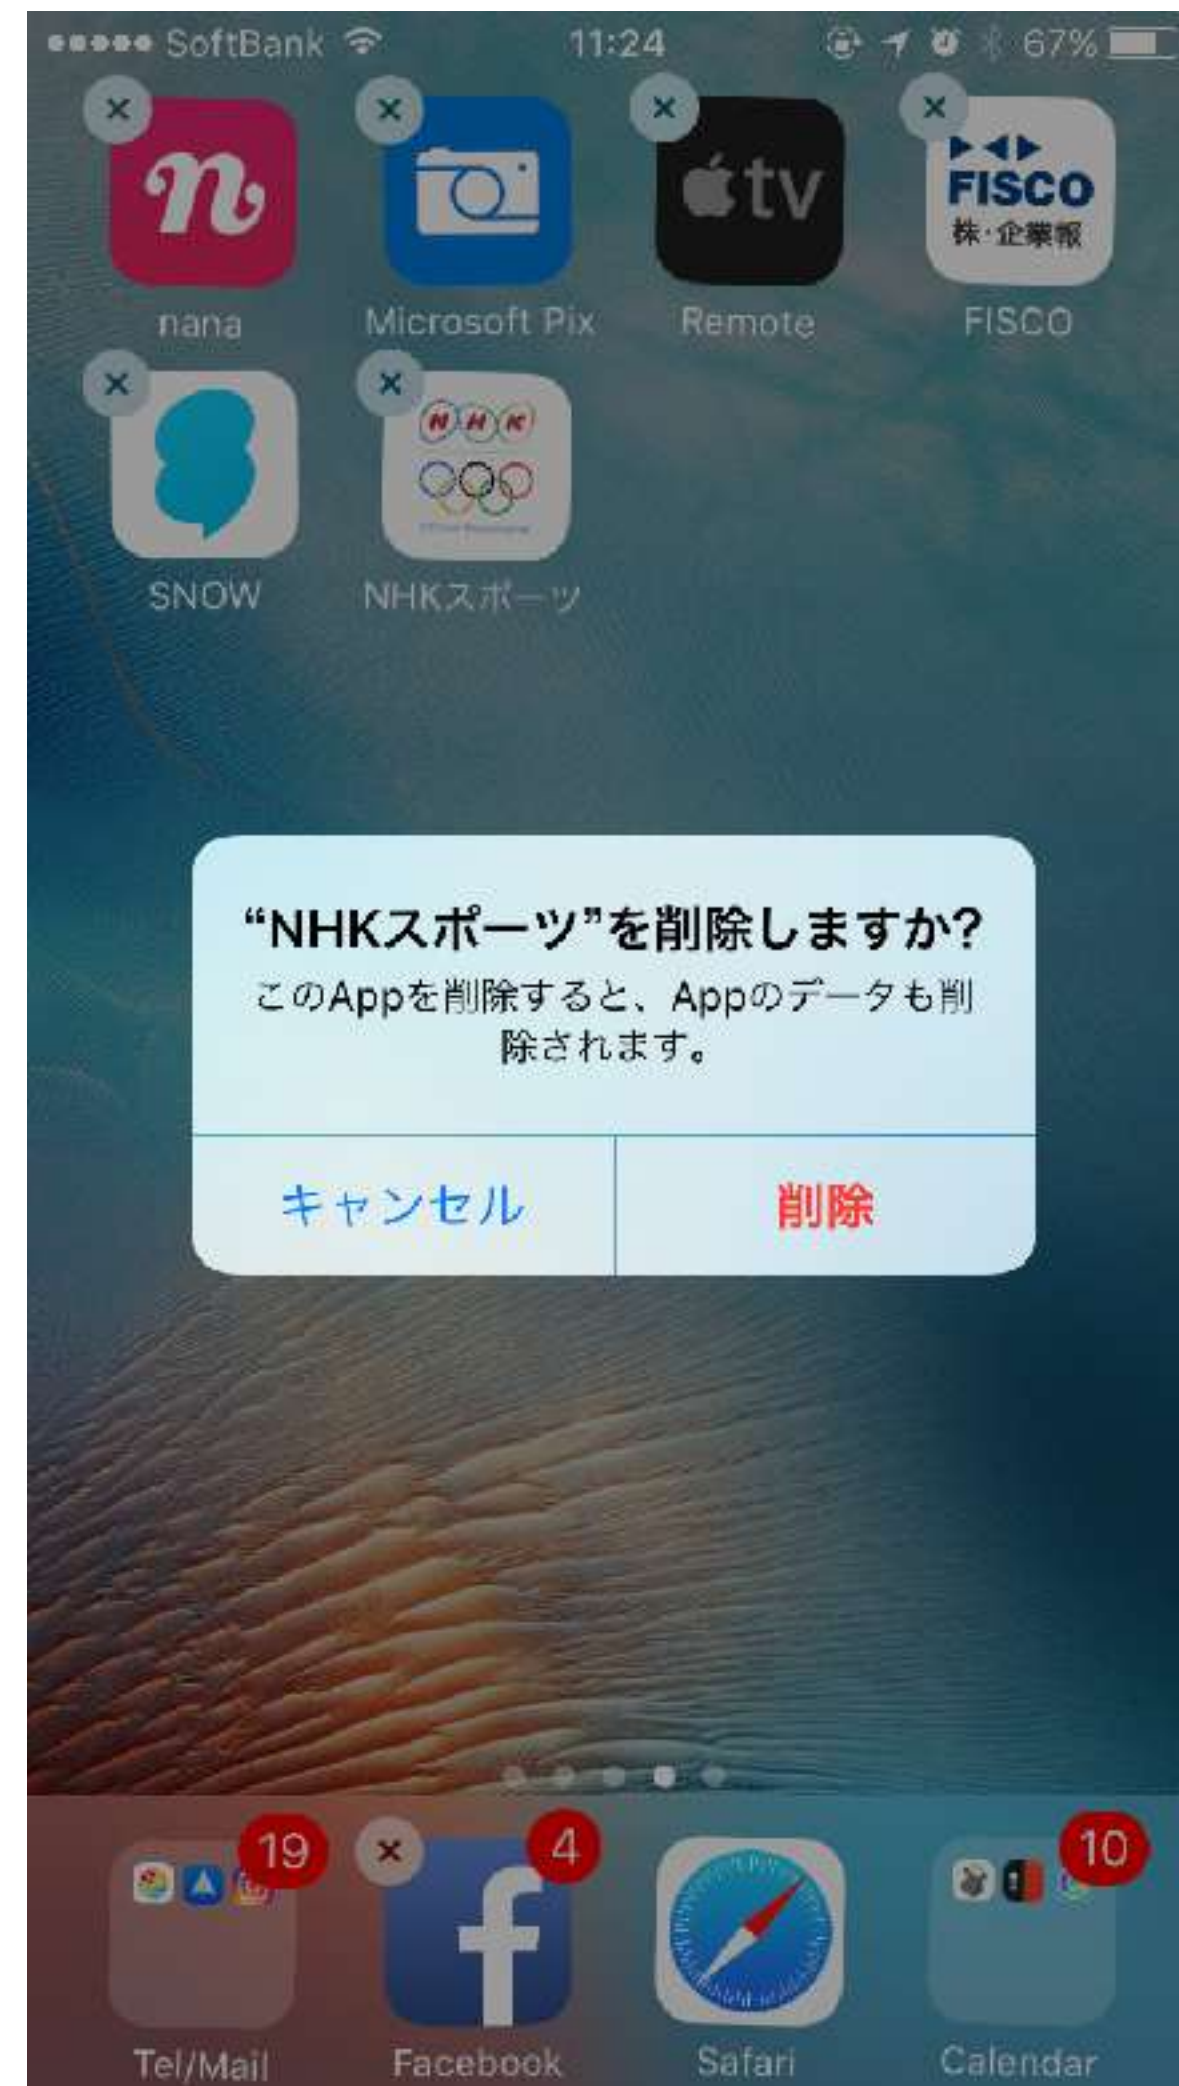 SoftBank 11:24 67%
n tv FISCO
株・企業報
nana Microsoft Pix Remote FISCO
NHK
SNOW NHKスポーツ
“NHKスポーツ”を削除しますか?
このAppを削除すると、Appのデータも削
除されます。
キャンセル 削除
19 4 10
f
Tel/Mail Facebook Safari Calendar